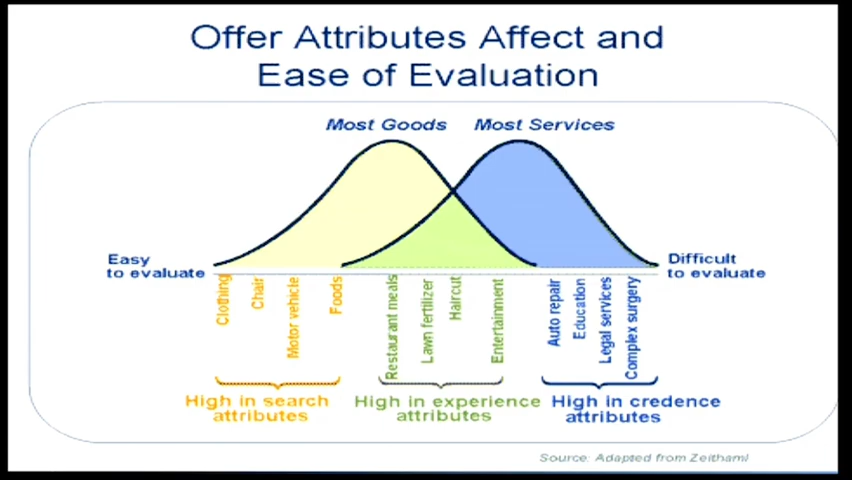 Offer Attributes Affect and
Ease of Evaluation
Most Goods
Most Services
Easy
to evaluate
Difficult
to evaluate
Clothing
Chair
Motor vehicle
Foods
Restaurant meals
Lawn fertilizer
Haircut
Entertainment
Auto repair
Education
Legal services
Complex surgery
High in search
attributes
High in experience
attributes
High in credence
attributes
Source: Adapted from Zeithaml